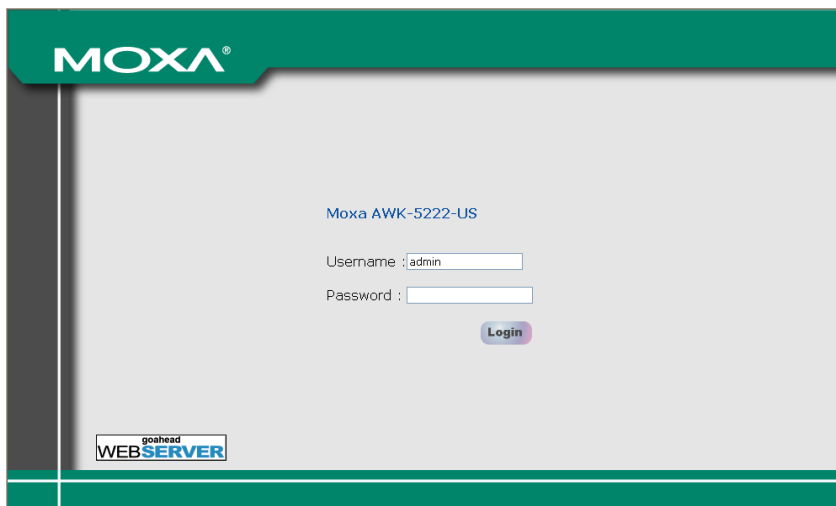 MOXA®
Moxa AWK-5222-US
Username : admin
Password :
Login
goahead
WEBSERVER